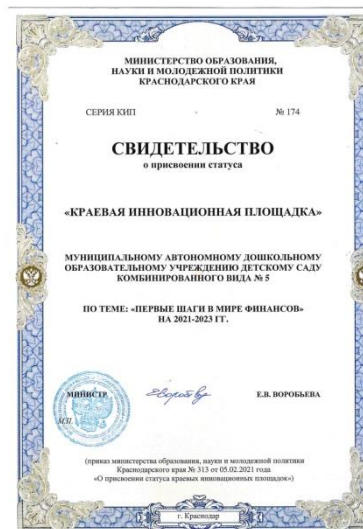 МИНИСТЕРСТВО ОБРАЗОВАНИЯ,
НАУКИ И МОЛОДЕЖНОЙ ПОЛИТИКИ
КРАСНОДАРСКОГО КРАЯ
СЕРИЯ КИП № 174
СВИДЕТЕЛЬСТВО
о присвоении статуса
«КРАЕВАЯ ИННОВАЦИОННАЯ ПЛОЩАДКА»
МУНИЦИПАЛЬНОМУ АВТОНОМНОМУ ДОШКОЛЬНОМУ
ОБРАЗОВАТЕЛЬНОМУ УЧРЕЖДЕНИЮ ДЕТСКОМУ САДУ
КОМБИНИРОВАННОГО ВИДА № 5
ПО ТЕМЕ: «ПЕРВЫЕ ШАГИ В МИРЕ ФИНАНСОВ»
НА 2021-2023 ГГ.
МИНИСТР Е.В. ВОРОБЬЕВА
М.П.
(приказ министерства образования, науки и молодежной политики
Краснодарского края № 313 от 05.02.2021 года
«О присвоении статуса краевых инновационных площадок»)
г. Краснодар